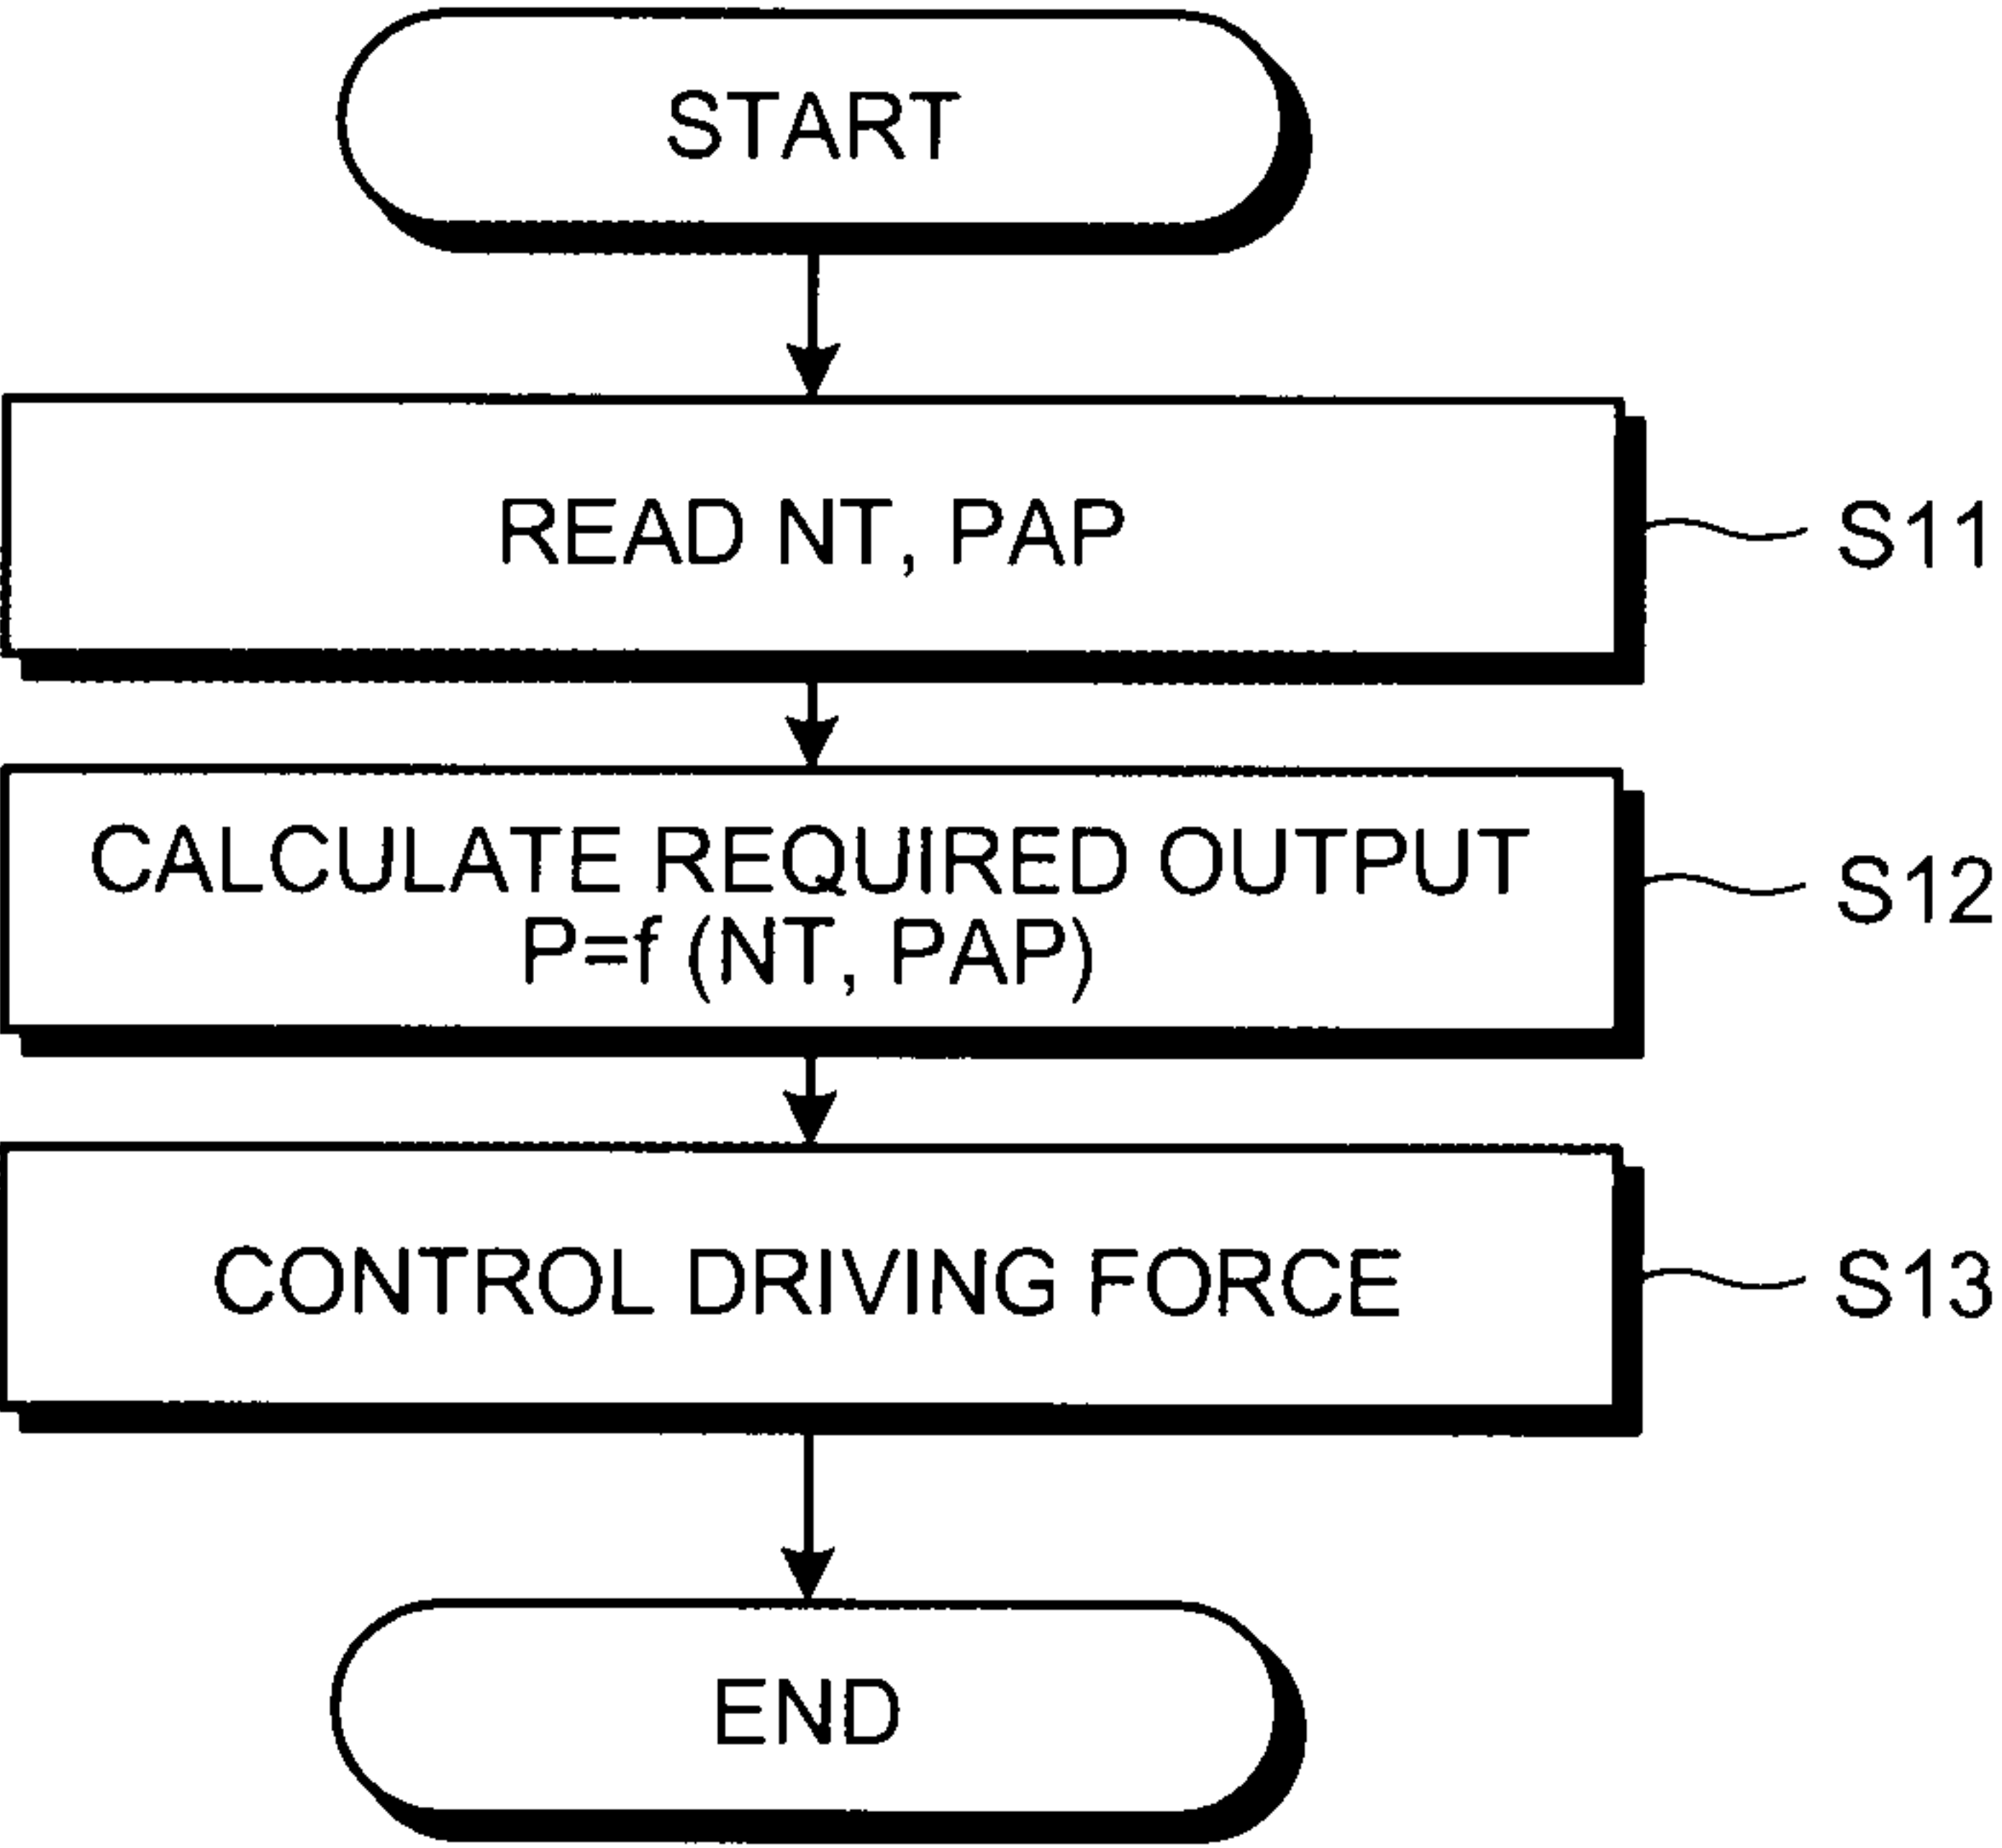 START
READ NT, PAP
S11
CALCULATE REQUIRED OUTPUT
P=f (NT, PAP)
S12
CONTROL DRIVING FORCE
S13
END